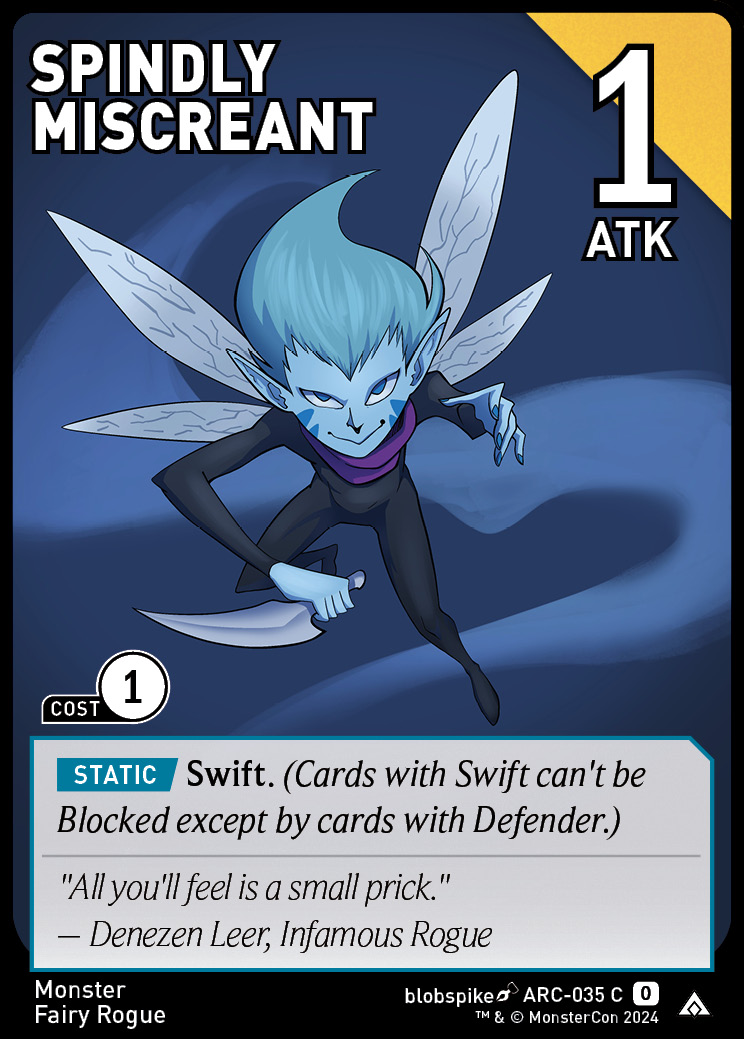 SPINDLY
MISCREANT
1
ATK
COST 1
STATIC Swift. (Cards with Swift can't be
Blocked except by cards with Defender.)
"All you'll feel is a small prick."
— Denezen Leer, Infamous Rogue
Monster
Fairy Rogue
blobspike ARC-035 C 0
™ & © MonsterCon 2024